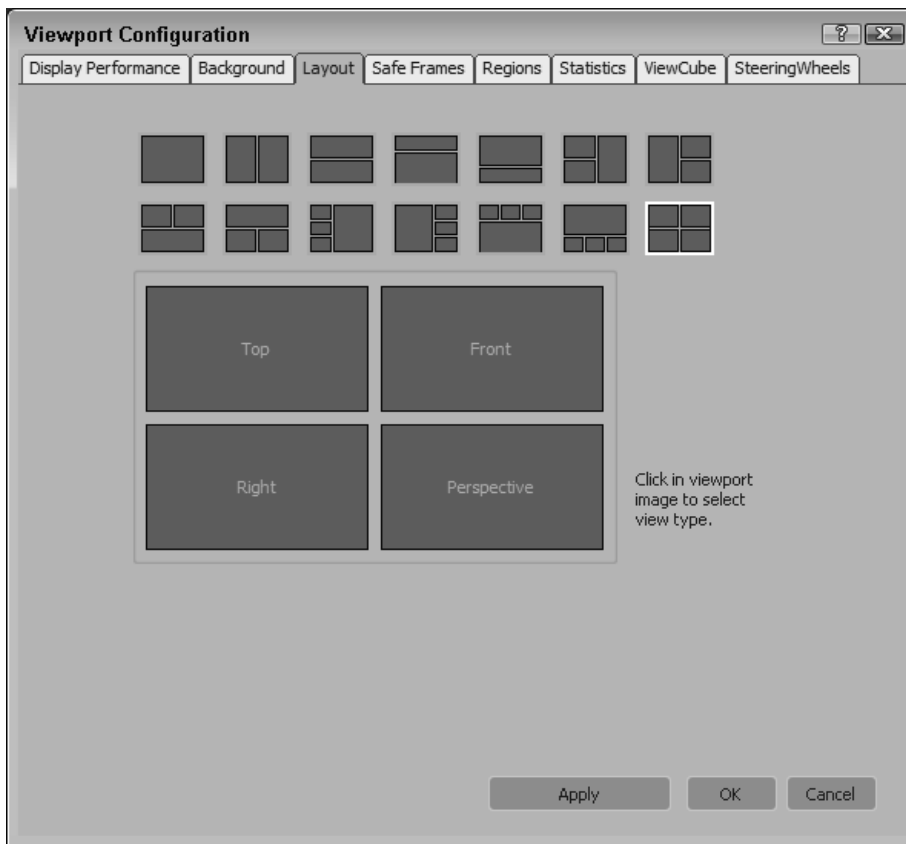 Viewport Configuration
?
Display Performance Background Layout Safe Frames Regions Statistics ViewCube SteeringWheels
Top Front
Right Perspective
Click in viewport
image to select
view type.
Apply OK Cancel